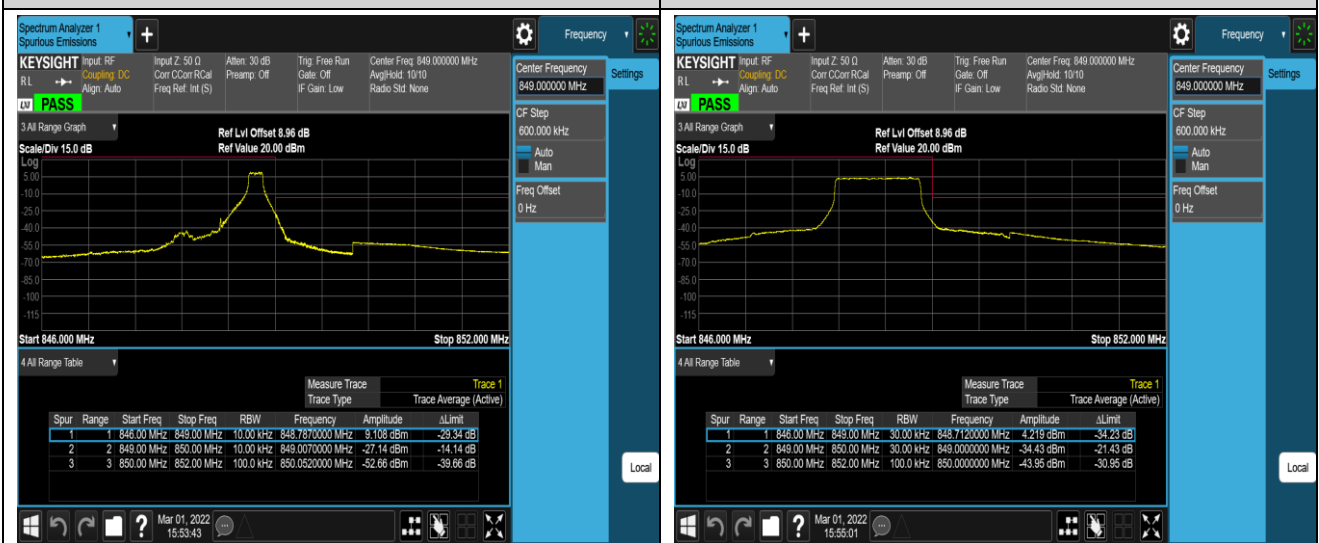 Spectrum Analyzer 1
Spurious Emissions
+
Frequency
KEYSIGHT
RL
Input: RF
Coupling: DC
Align: Auto
Input Z: 50 Ω
Corr CCorr RCal
Freq Ref: Int (S)
Atten: 30 dB
Preamp: Off
Trig: Free Run
Gate: Off
IF Gain: Low
Center Freq: 849.000000 MHz
Avg|Hold: 10/10
Radio Std: None
LXI PASS
Center Frequency
849.000000 MHz
Settings
CF Step
600.000 kHz
Auto
Man
Freq Offset
0 Hz
3 All Range Graph
Ref Lvl Offset 8.96 dB
Scale/Div 15.0 dB
Ref Value 20.00 dBm
Log
5.00
-10.0
-25.0
-40.0
-55.0
-70.0
-85.0
-100
-115
Start 846.000 MHz
Stop 852.000 MHz
4 All Range Table
Measure Trace Trace 1
Trace Type Trace Average (Active)
Spur Range Start Freq Stop Freq RBW Frequency Amplitude ΔLimit
1 1 846.00 MHz 849.00 MHz 10.00 kHz 848.7870000 MHz 9.108 dBm -29.34 dB
2 2 849.00 MHz 850.00 MHz 10.00 kHz 849.0070000 MHz -27.14 dBm -14.14 dB
3 3 850.00 MHz 852.00 MHz 100.0 kHz 850.0520000 MHz -52.66 dBm -39.66 dB
Local
?
Mar 01, 2022
15:53:43
Spectrum Analyzer 1
Spurious Emissions
+
Frequency
KEYSIGHT
RL
Input: RF
Coupling: DC
Align: Auto
Input Z: 50 Ω
Corr CCorr RCal
Freq Ref: Int (S)
Atten: 30 dB
Preamp: Off
Trig: Free Run
Gate: Off
IF Gain: Low
Center Freq: 849.000000 MHz
Avg|Hold: 10/10
Radio Std: None
LXI PASS
Center Frequency
849.000000 MHz
Settings
CF Step
600.000 kHz
Auto
Man
Freq Offset
0 Hz
3 All Range Graph
Ref Lvl Offset 8.96 dB
Scale/Div 15.0 dB
Ref Value 20.00 dBm
Log
5.00
-10.0
-25.0
-40.0
-55.0
-70.0
-85.0
-100
-115
Start 846.000 MHz
Stop 852.000 MHz
4 All Range Table
Measure Trace Trace 1
Trace Type Trace Average (Active)
Spur Range Start Freq Stop Freq RBW Frequency Amplitude ΔLimit
1 1 846.00 MHz 849.00 MHz 30.00 kHz 848.7120000 MHz 4.219 dBm -34.23 dB
2 2 849.00 MHz 850.00 MHz 30.00 kHz 849.0000000 MHz -34.43 dBm -21.43 dB
3 3 850.00 MHz 852.00 MHz 100.0 kHz 850.0000000 MHz -43.95 dBm -30.95 dB
Local
?
Mar 01, 2022
15:55:01